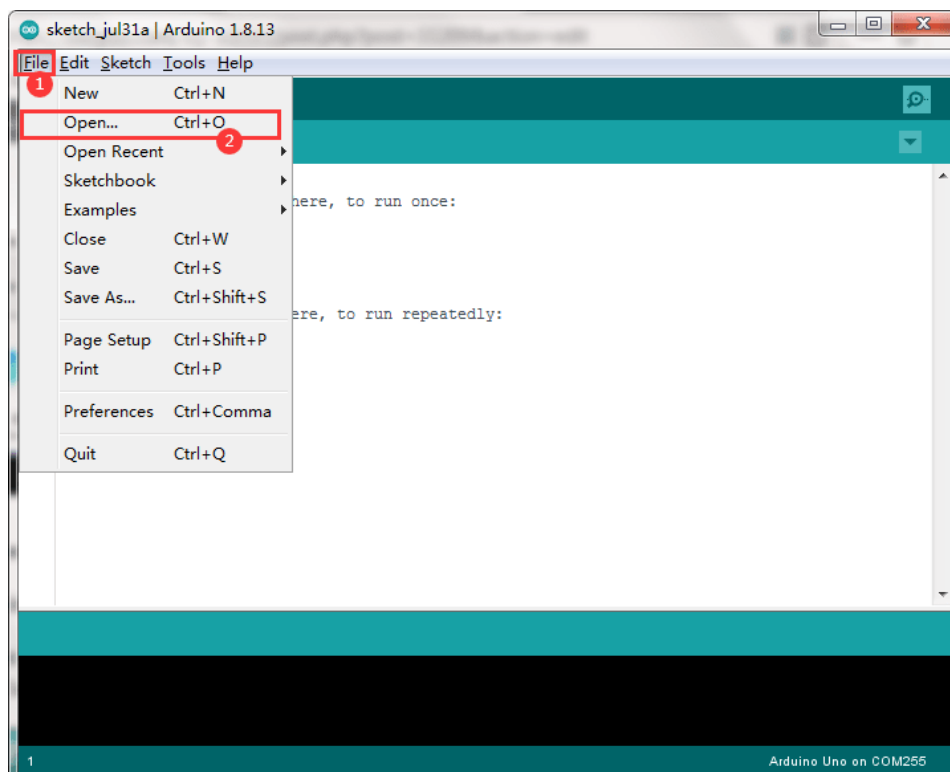 sketch_jul31a | Arduino 1.8.13
File Edit Sketch Tools Help
1
New Ctrl+N
Open... Ctrl+O
2
Open Recent
Sketchbook
here, to run once:
Examples
Close Ctrl+W
Save Ctrl+S
Save As... Ctrl+Shift+S
ere, to run repeatedly:
Page Setup Ctrl+Shift+P
Print Ctrl+P
Preferences Ctrl+Comma
Quit Ctrl+Q
1 Arduino Uno on COM255